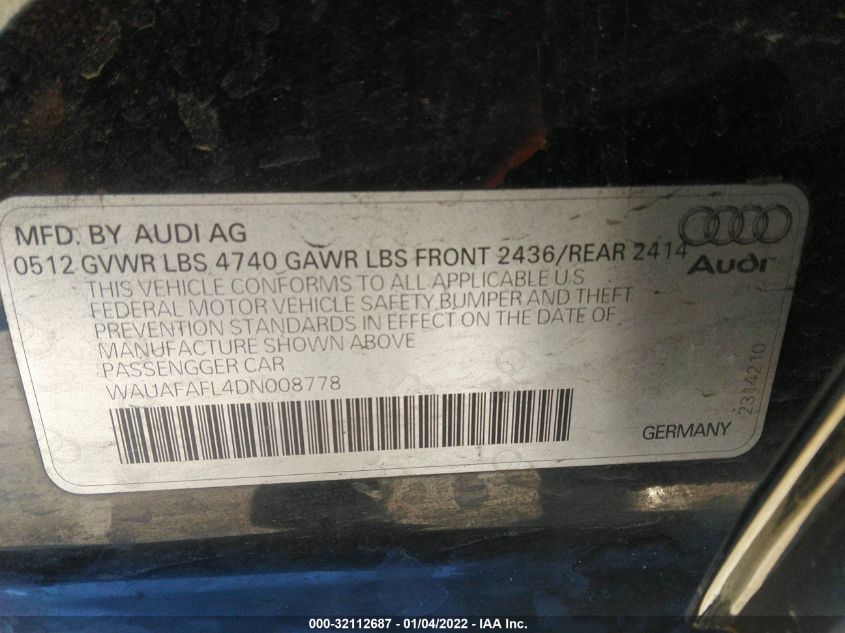 MFD. BY AUDI AG
0512 GVWR LBS 4740 GAWR LBS FRONT 2436/REAR 2414
Audi
THIS VEHICLE CONFORMS TO ALL APPLICABLE U S
FEDERAL MOTOR VEHICLE SAFETY,BUMPER AND THEFT
PREVENTION STANDARDS IN EFFECT ON THE DATE OF
MANUFACTURE SHOWN ABOVE
PASSENGGER CAR
WAUAFAFL4DN008778
2314210
GERMANY
000-32112687 - 01/04/2022 - IAA Inc.